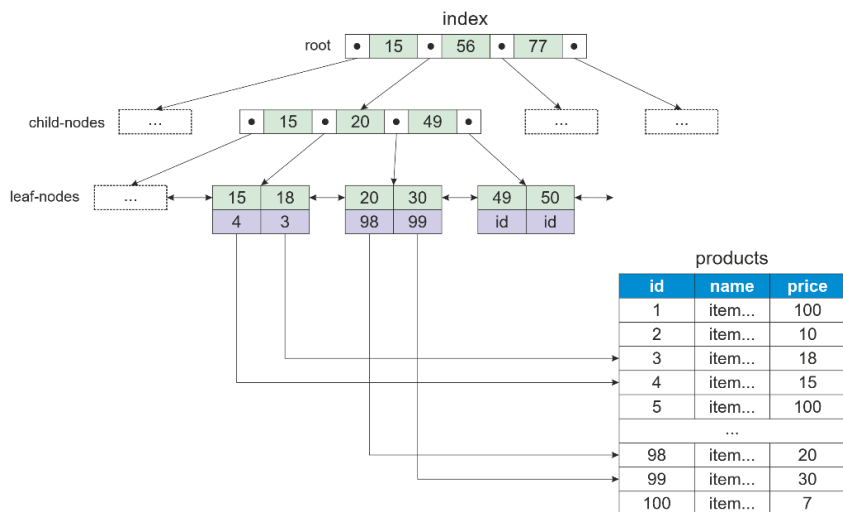 index
root • 15 • 56 • 77 •
child-nodes ... • 15 • 20 • 49 • ... ...
leaf-nodes ... 15 18 20 30 49 50
4 3 98 99 id id
products
id name price
1 item... 100
2 item... 10
3 item... 18
4 item... 15
5 item... 100
...
98 item... 20
99 item... 30
100 item... 7